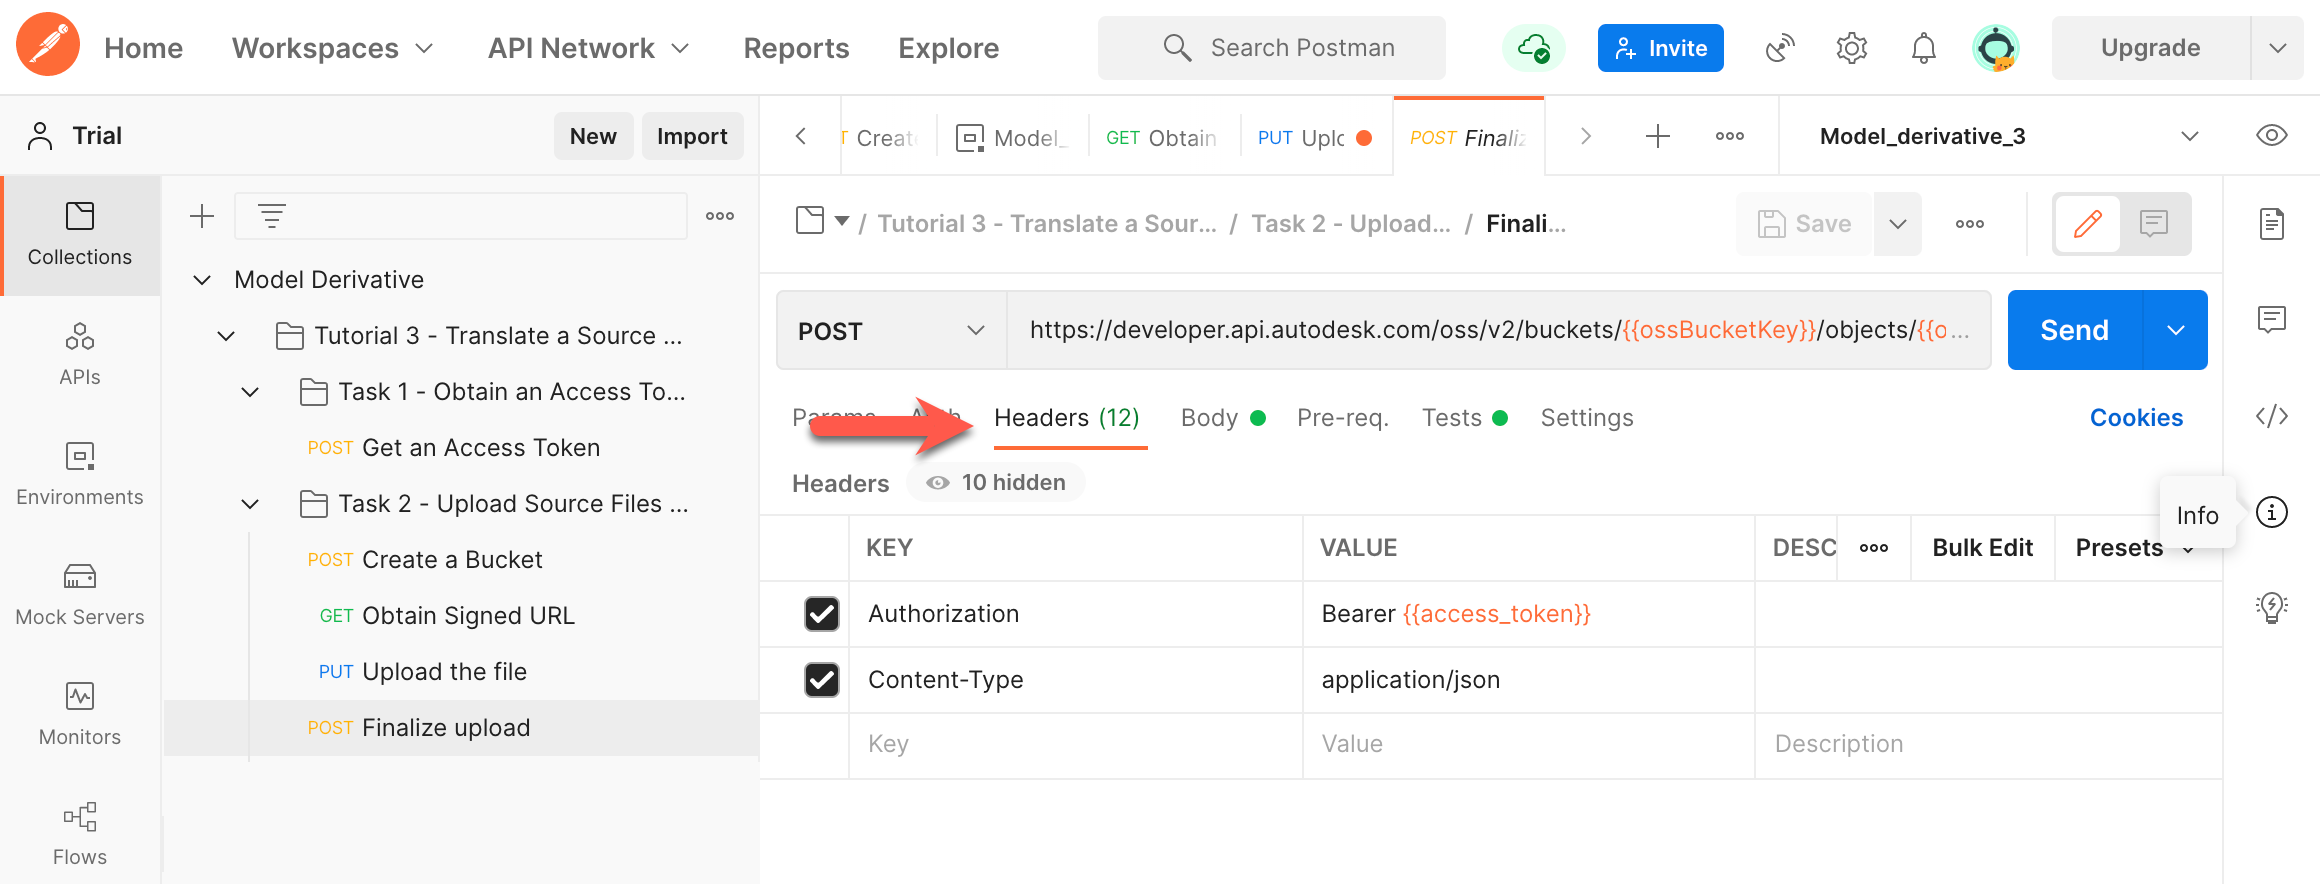 Home Workspaces API Network Reports Explore Search Postman Invite Upgrade
Trial New Import
Create Model_ GET Obtain PUT Uplo POST Finaliz Model_derivative_3
Collections
APIs
Environments
Mock Servers
Monitors
Flows
Model Derivative
Tutorial 3 - Translate a Source ...
Task 1 - Obtain an Access To...
POST Get an Access Token
Task 2 - Upload Source Files ...
POST Create a Bucket
GET Obtain Signed URL
PUT Upload the file
POST Finalize upload
/ Tutorial 3 - Translate a Sour... / Task 2 - Upload... / Finali... Save
POST https://developer.api.autodesk.com/oss/v2/buckets/{{ossBucketKey}}/objects/{{o... Send
Params Auth Headers (12) Body Pre-req. Tests Settings Cookies
Headers 10 hidden
Info
KEY VALUE DESC Bulk Edit Presets
Authorization Bearer {{access_token}}
Content-Type application/json
Key Value Description